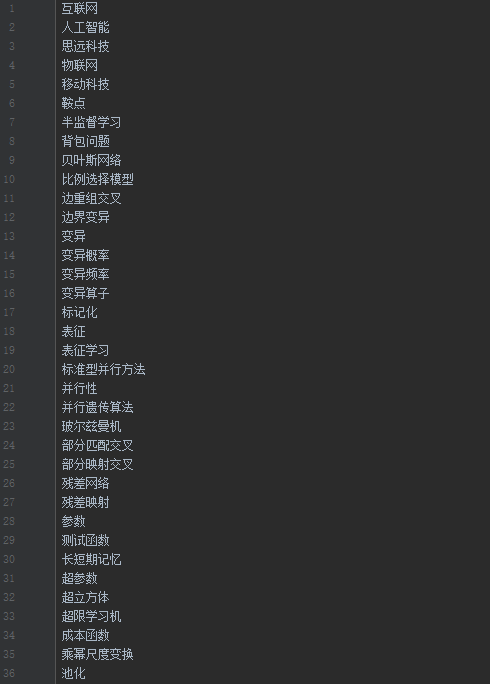 1 互联网
2 人工智能
3 思远科技
4 物联网
5 移动科技
6 鞍点
7 半监督学习
8 背包问题
9 贝叶斯网络
10 比例选择模型
11 边重组交叉
12 边界变异
13 变异
14 变异概率
15 变异频率
16 变异算子
17 标记化
18 表征
19 表征学习
20 标准型并行方法
21 并行性
22 并行遗传算法
23 玻尔兹曼机
24 部分匹配交叉
25 部分映射交叉
26 残差网络
27 残差映射
28 参数
29 测试函数
30 长短期记忆
31 超参数
32 超立方体
33 超限学习机
34 成本函数
35 乘幂尺度变换
36 池化